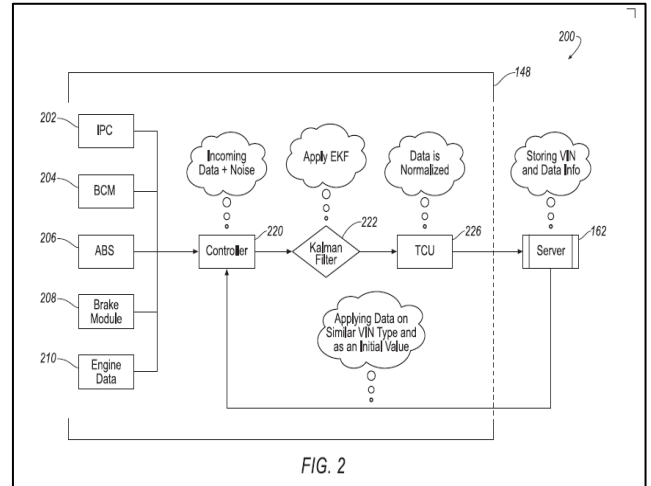 200
148
202
IPC
204
BCM
206
ABS
208
Brake
Module
210
Engine
Data
Incoming
Data + Noise
Controller
220
Apply EKF
222
Kalman
Filter
Data is
Normalized
226
TCU
Storing VIN
and Data Info
162
Server
Applying Data on
Similar VIN Type and
as an Initial Value
FIG. 2